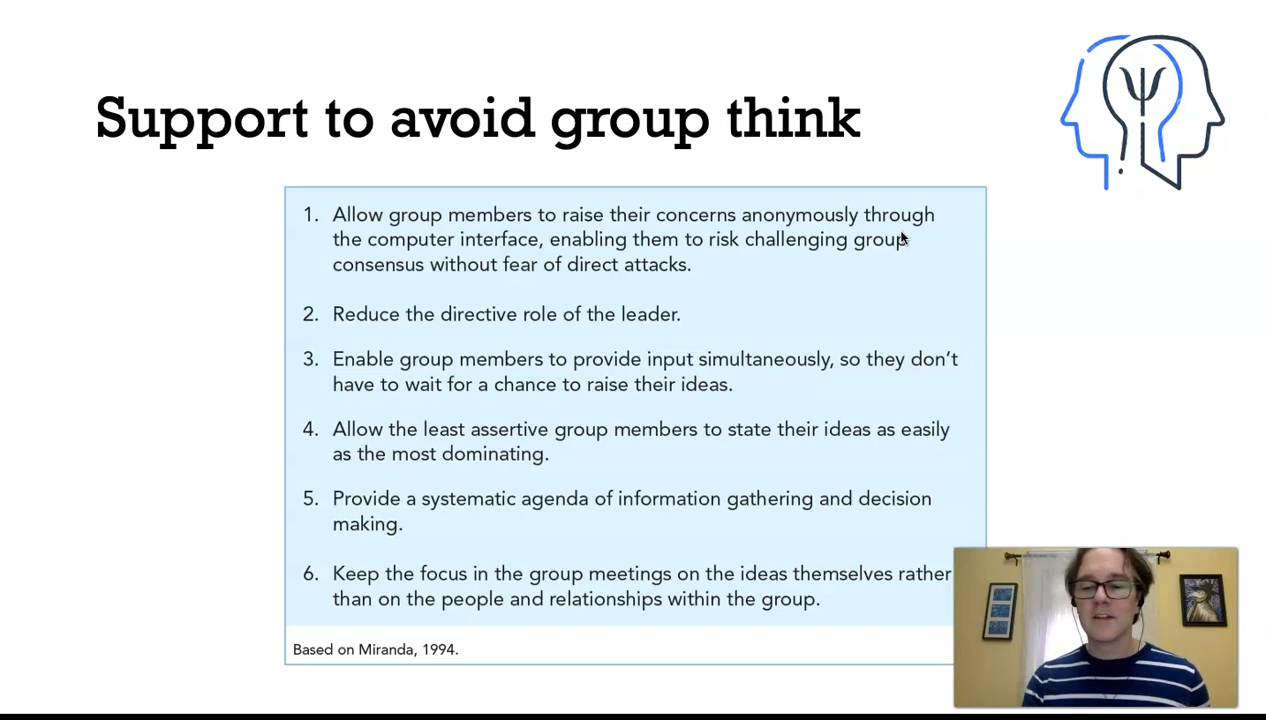 Support to avoid group think
1. Allow group members to raise their concerns anonymously through
the computer interface, enabling them to risk challenging group
consensus without fear of direct attacks.
2. Reduce the directive role of the leader.
3. Enable group members to provide input simultaneously, so they don't
have to wait for a chance to raise their ideas.
4. Allow the least assertive group members to state their ideas as easily
as the most dominating.
5. Provide a systematic agenda of information gathering and decision
making.
6. Keep the focus in the group meetings on the ideas themselves rather
than on the people and relationships within the group.
Based on Miranda, 1994.